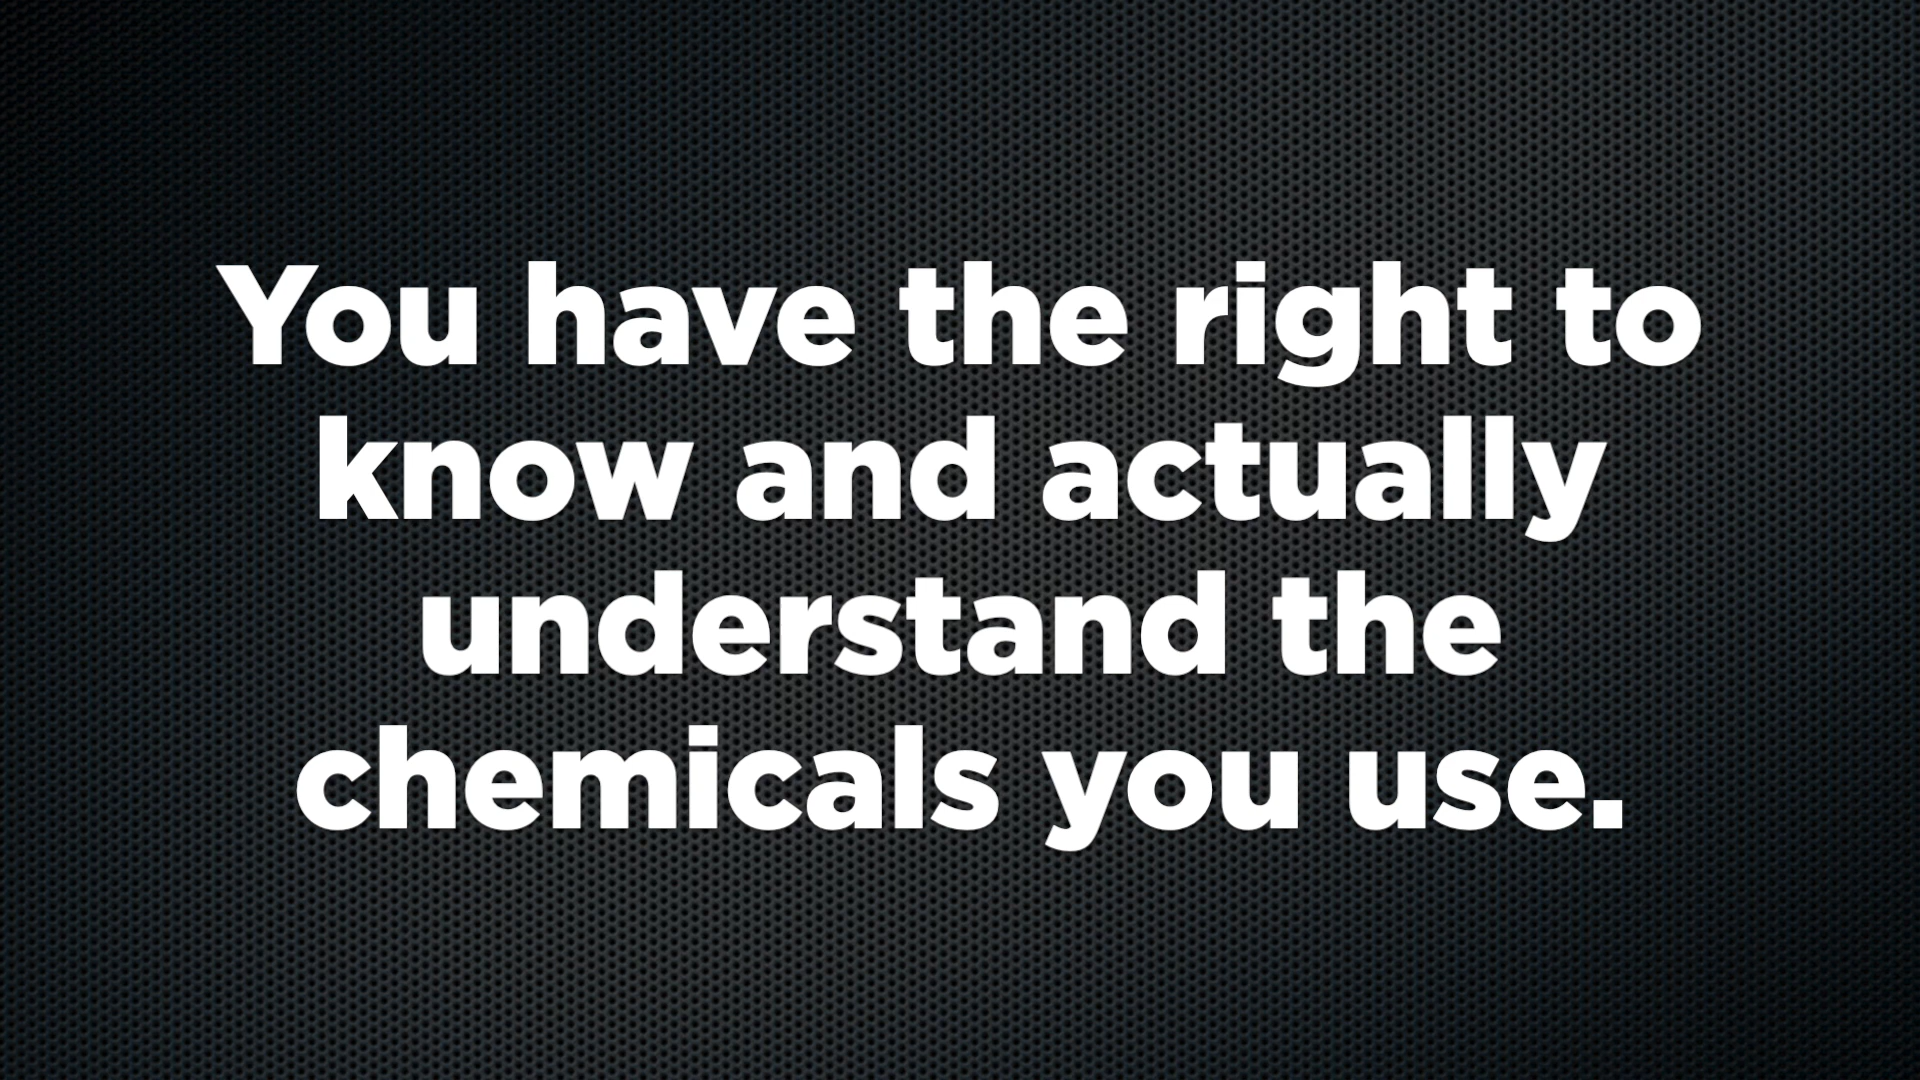 You have the right to
know and actually
understand the
chemicals you use.